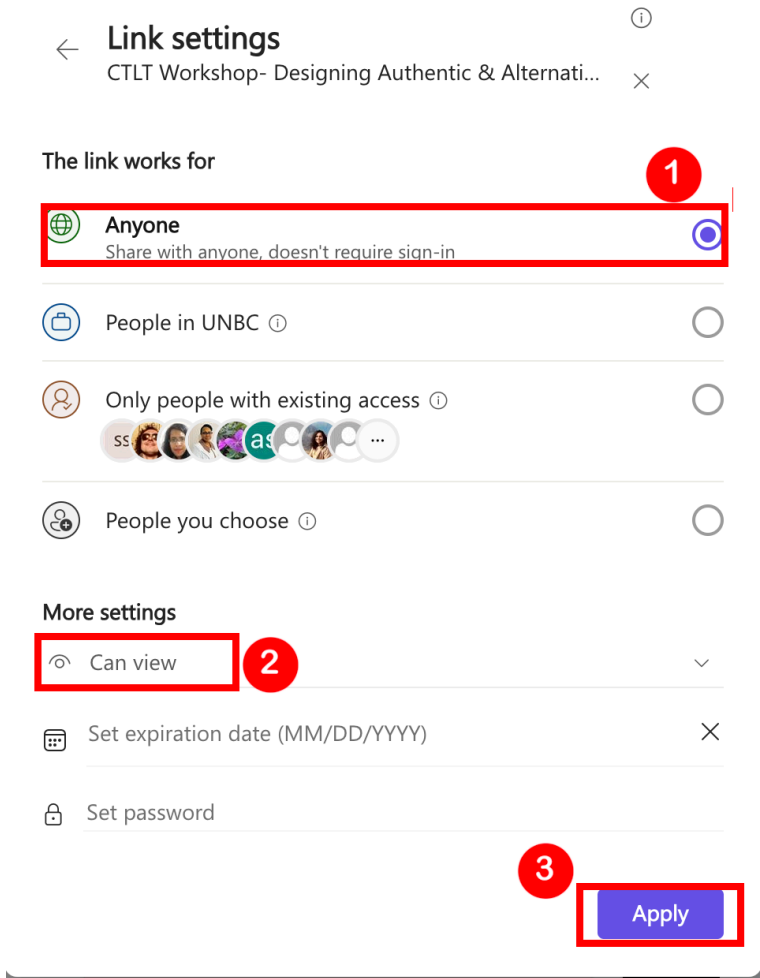 Link settings
CTLT Workshop- Designing Authentic & Alternati...
The link works for
1
Anyone
Share with anyone, doesn't require sign-in
People in UNBC
Only people with existing access
ss as ...
People you choose
More settings
Can view
2
Set expiration date (MM/DD/YYYY)
Set password
3
Apply